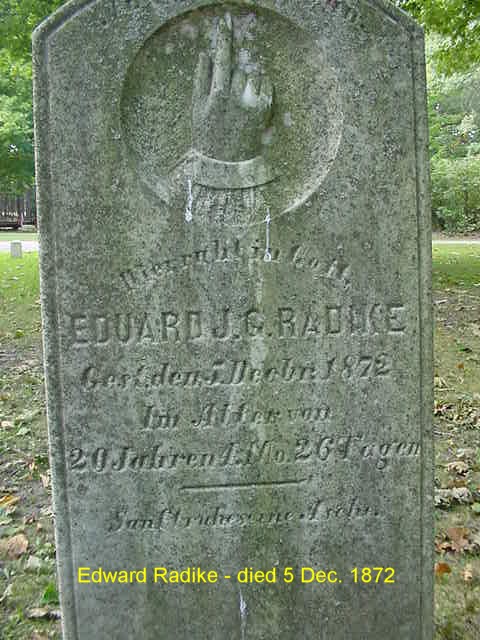 Hier ruht in Gott,
EDUARD J. G. RADIKE
Gest. den 5. Decbr. 1872
Im Alter von
20 Jahren 1. Mo. 26 Tagen
Sanft ruhe seine Asche.
Edward Radike - died 5 Dec. 1872